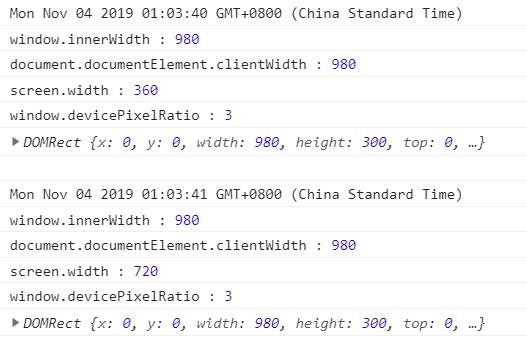 Mon Nov 04 2019 01:03:40 GMT+0800 (China Standard Time)
window.innerWidth : 980
document.documentElement.clientWidth : 980
screen.width : 360
window.devicePixelRatio : 3
▶DOMRect {x: 0, y: 0, width: 980, height: 300, top: 0, …}
Mon Nov 04 2019 01:03:41 GMT+0800 (China Standard Time)
window.innerWidth : 980
document.documentElement.clientWidth : 980
screen.width : 720
window.devicePixelRatio : 3
▶DOMRect {x: 0, y: 0, width: 980, height: 300, top: 0, …}